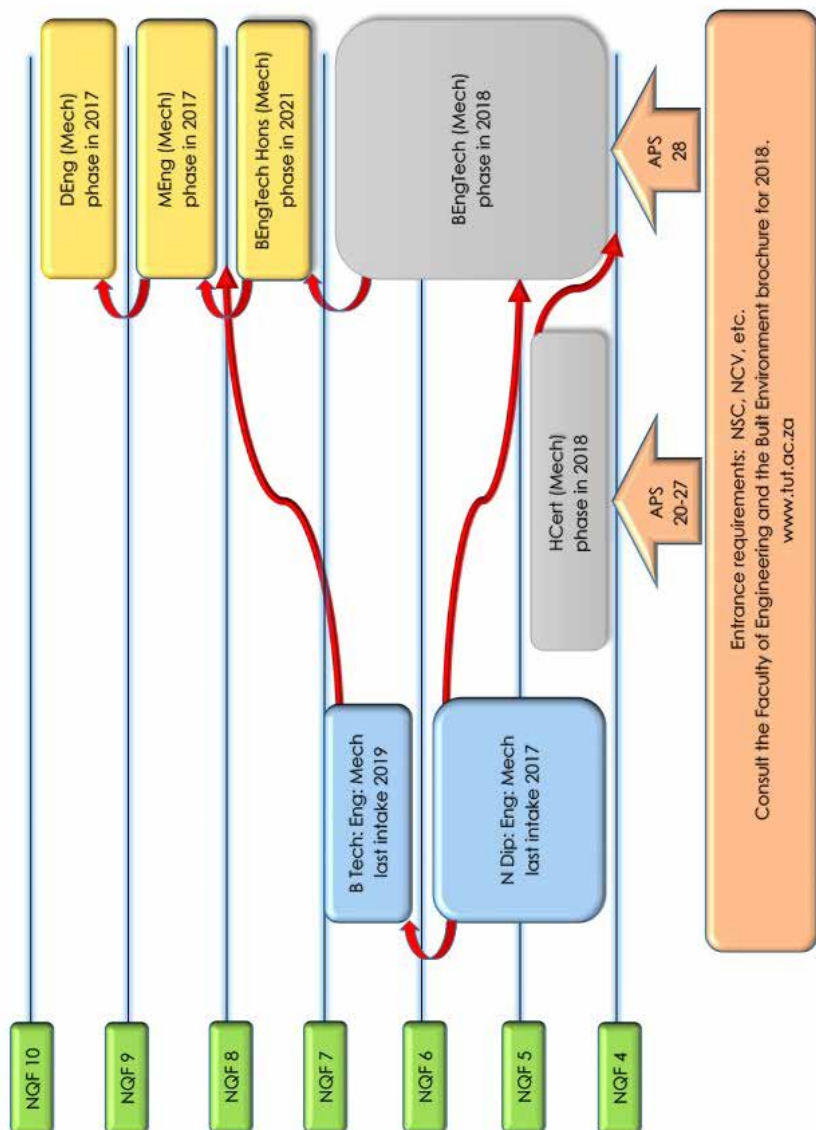 NQF 10
NQF 9
NQF 8
NQF 7
NQF 6
NQF 5
NQF 4
B Tech: Eng: Mech
last intake 2019
N Dip: Eng: Mech
last intake 2017
HCert (Mech)
phase in 2018
DEng (Mech)
phase in 2017
MEng (Mech)
phase in 2017
BEngTech Hons (Mech)
phase in 2021
BEngTech (Mech)
phase in 2018
APS
20-27
APS
28
Entrance requirements: NSC, NCV, etc.
Consult the Faculty of Engineering and the Built Environment brochure for 2018.
www.tut.ac.za